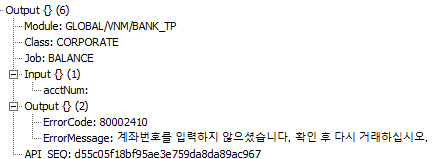 Output {} (6)
Module: GLOBAL/VNM/BANK_TP
Class: CORPORATE
Job: BALANCE
Input {} (1)
acctNum:
Output {} (2)
ErrorCode: 80002410
ErrorMessage: 계좌번호를 입력하지 않으셨습니다. 확인 후 다시 거래하십시오.
API_SEQ: d55c05f18bf95ae3e759da8da89ac967